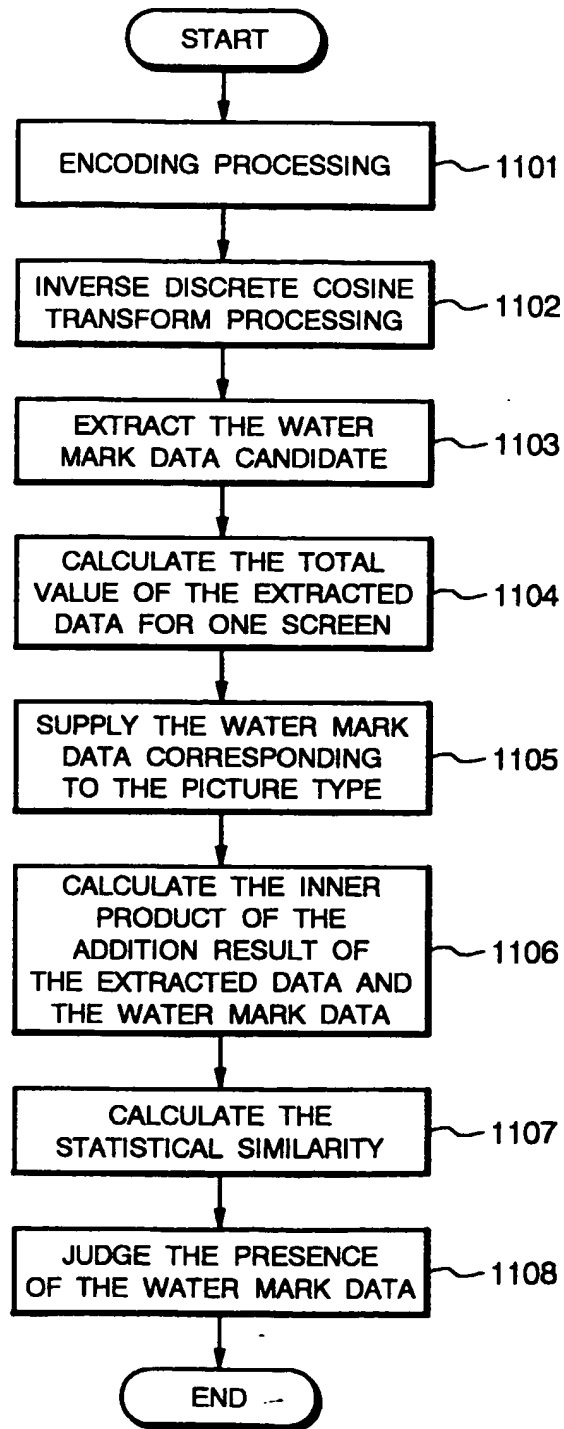 START
ENCODING PROCESSING
1101
INVERSE DISCRETE COSINE
TRANSFORM PROCESSING
1102
EXTRACT THE WATER
MARK DATA CANDIDATE
1103
CALCULATE THE TOTAL
VALUE OF THE EXTRACTED
DATA FOR ONE SCREEN
1104
SUPPLY THE WATER MARK
DATA CORRESPONDING
TO THE PICTURE TYPE
1105
CALCULATE THE INNER
PRODUCT OF THE
ADDITION RESULT OF
THE EXTRACTED DATA AND
THE WATER MARK DATA
1106
CALCULATE THE
STATISTICAL SIMILARITY
1107
JUDGE THE PRESENCE
OF THE WATER MARK DATA
1108
END